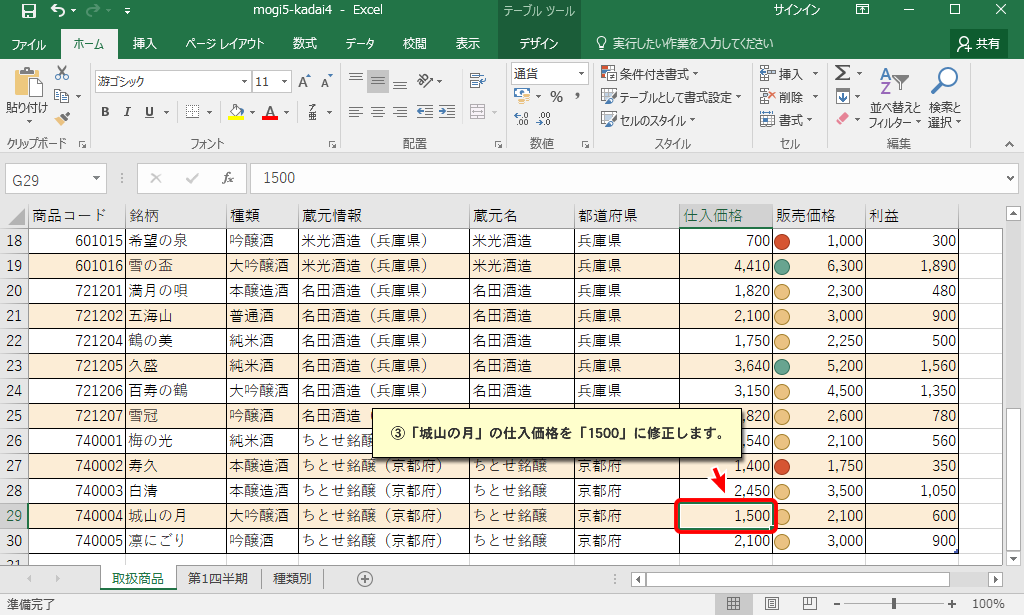 mogi5-kadai4 - Excel
テーブル ツール
サインイン
ファイル ホーム 挿入 ページ レイアウト 数式 データ 校閲 表示 デザイン 実行したい作業を入力してください 共有
貼り付け
游ゴシック 11 A A
B I U
通貨
% ,
条件付き書式
テーブルとして書式設定
セルのスタイル
挿入
削除
書式
並べ替えと
フィルター
検索と
選択
クリップボード フォント 配置 数値 スタイル セル 編集
G29 fx 1500
商品コード 銘柄 種類 蔵元情報 蔵元名 都道府県 仕入価格 販売価格 利益
18 601015 希望の泉 吟醸酒 米光酒造（兵庫県） 米光酒造 兵庫県 700 1,000 300
19 601016 雪の盃 大吟醸酒 米光酒造（兵庫県） 米光酒造 兵庫県 4,410 6,300 1,890
20 721201 満月の唄 本醸造酒 名田酒造（兵庫県） 名田酒造 兵庫県 1,820 2,300 480
21 721202 五海山 普通酒 名田酒造（兵庫県） 名田酒造 兵庫県 2,100 3,000 900
22 721204 鶴の美 純米酒 名田酒造（兵庫県） 名田酒造 兵庫県 1,750 2,250 500
23 721205 久盛 純米酒 名田酒造（兵庫県） 名田酒造 兵庫県 3,640 5,200 1,560
24 721206 百寿の鶴 大吟醸酒 名田酒造（兵庫県） 名田酒造 兵庫県 3,150 4,500 1,350
25 721207 雪冠 吟醸酒 名田酒造 ,820 2,600 780
③「城山の月」の仕入価格を「1500」に修正します。
26 740001 梅の光 純米酒 ちとせ銘 ,540 2,100 560
27 740002 寿久 本醸造酒 ちとせ銘醸（京都府） ちとせ銘醸 京都府 1,400 1,750 350
28 740003 白清 本醸造酒 ちとせ銘醸（京都府） ちとせ銘醸 京都府 2,450 3,500 1,050
29 740004 城山の月 大吟醸酒 ちとせ銘醸（京都府） ちとせ銘醸 京都府 1,500 2,100 600
30 740005 凛にごり 吟醸酒 ちとせ銘醸（京都府） ちとせ銘醸 京都府 2,100 3,000 900
取扱商品 第1四半期 種類別
準備完了 100%